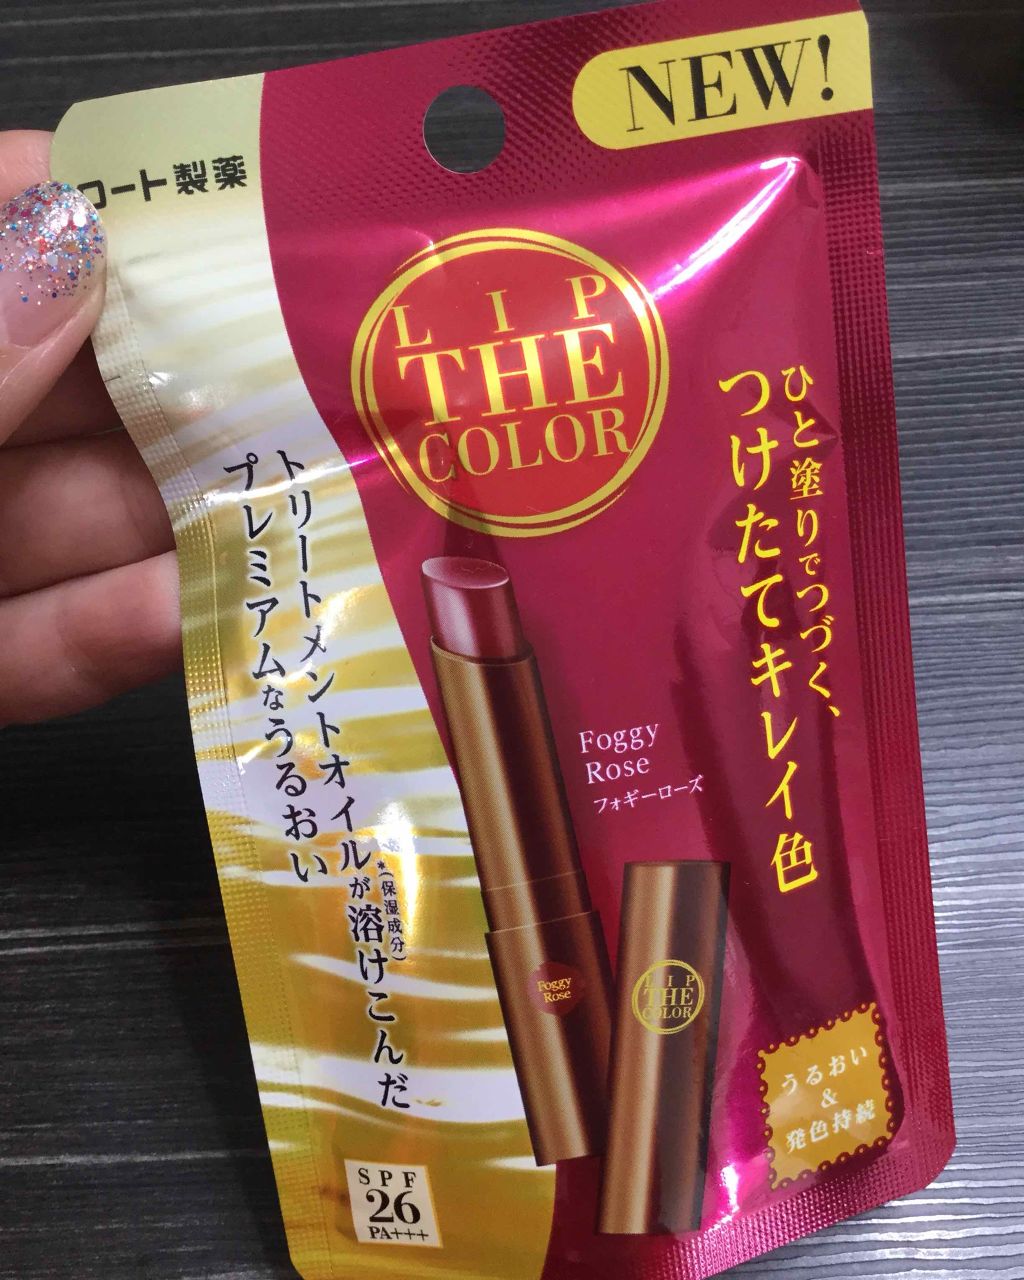 NEW!
ロート製薬
LIP
THE
COLOR
ひと塗りでつづく、
つけたてキレイ色
トリートメントオイルが溶けこんだ
*(保湿成分)
プレミアムなうるおい
Foggy
Rose
フォギーローズ
Foggy
Rose
LIP
THE
COLOR
うるおい
&
発色持続
SPF
26
PA+++